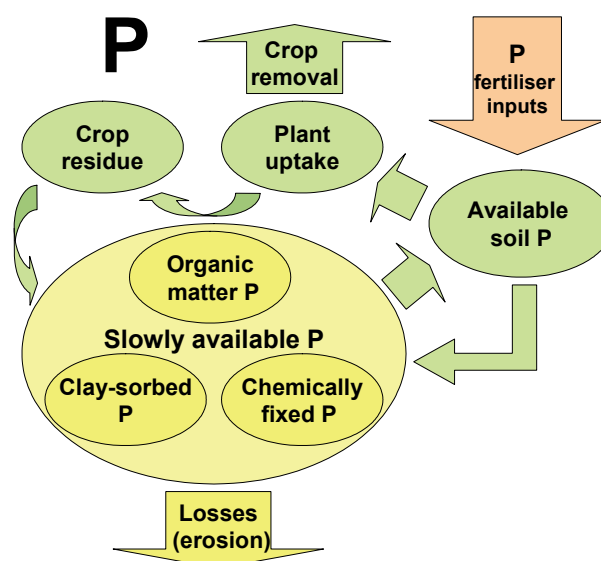 P
Crop
removal
P
fertiliser
inputs
Crop
residue
Plant
uptake
Available
soil P
Organic
matter P
Slowly available P
Clay-sorbed
P
Chemically
fixed P
Losses
(erosion)